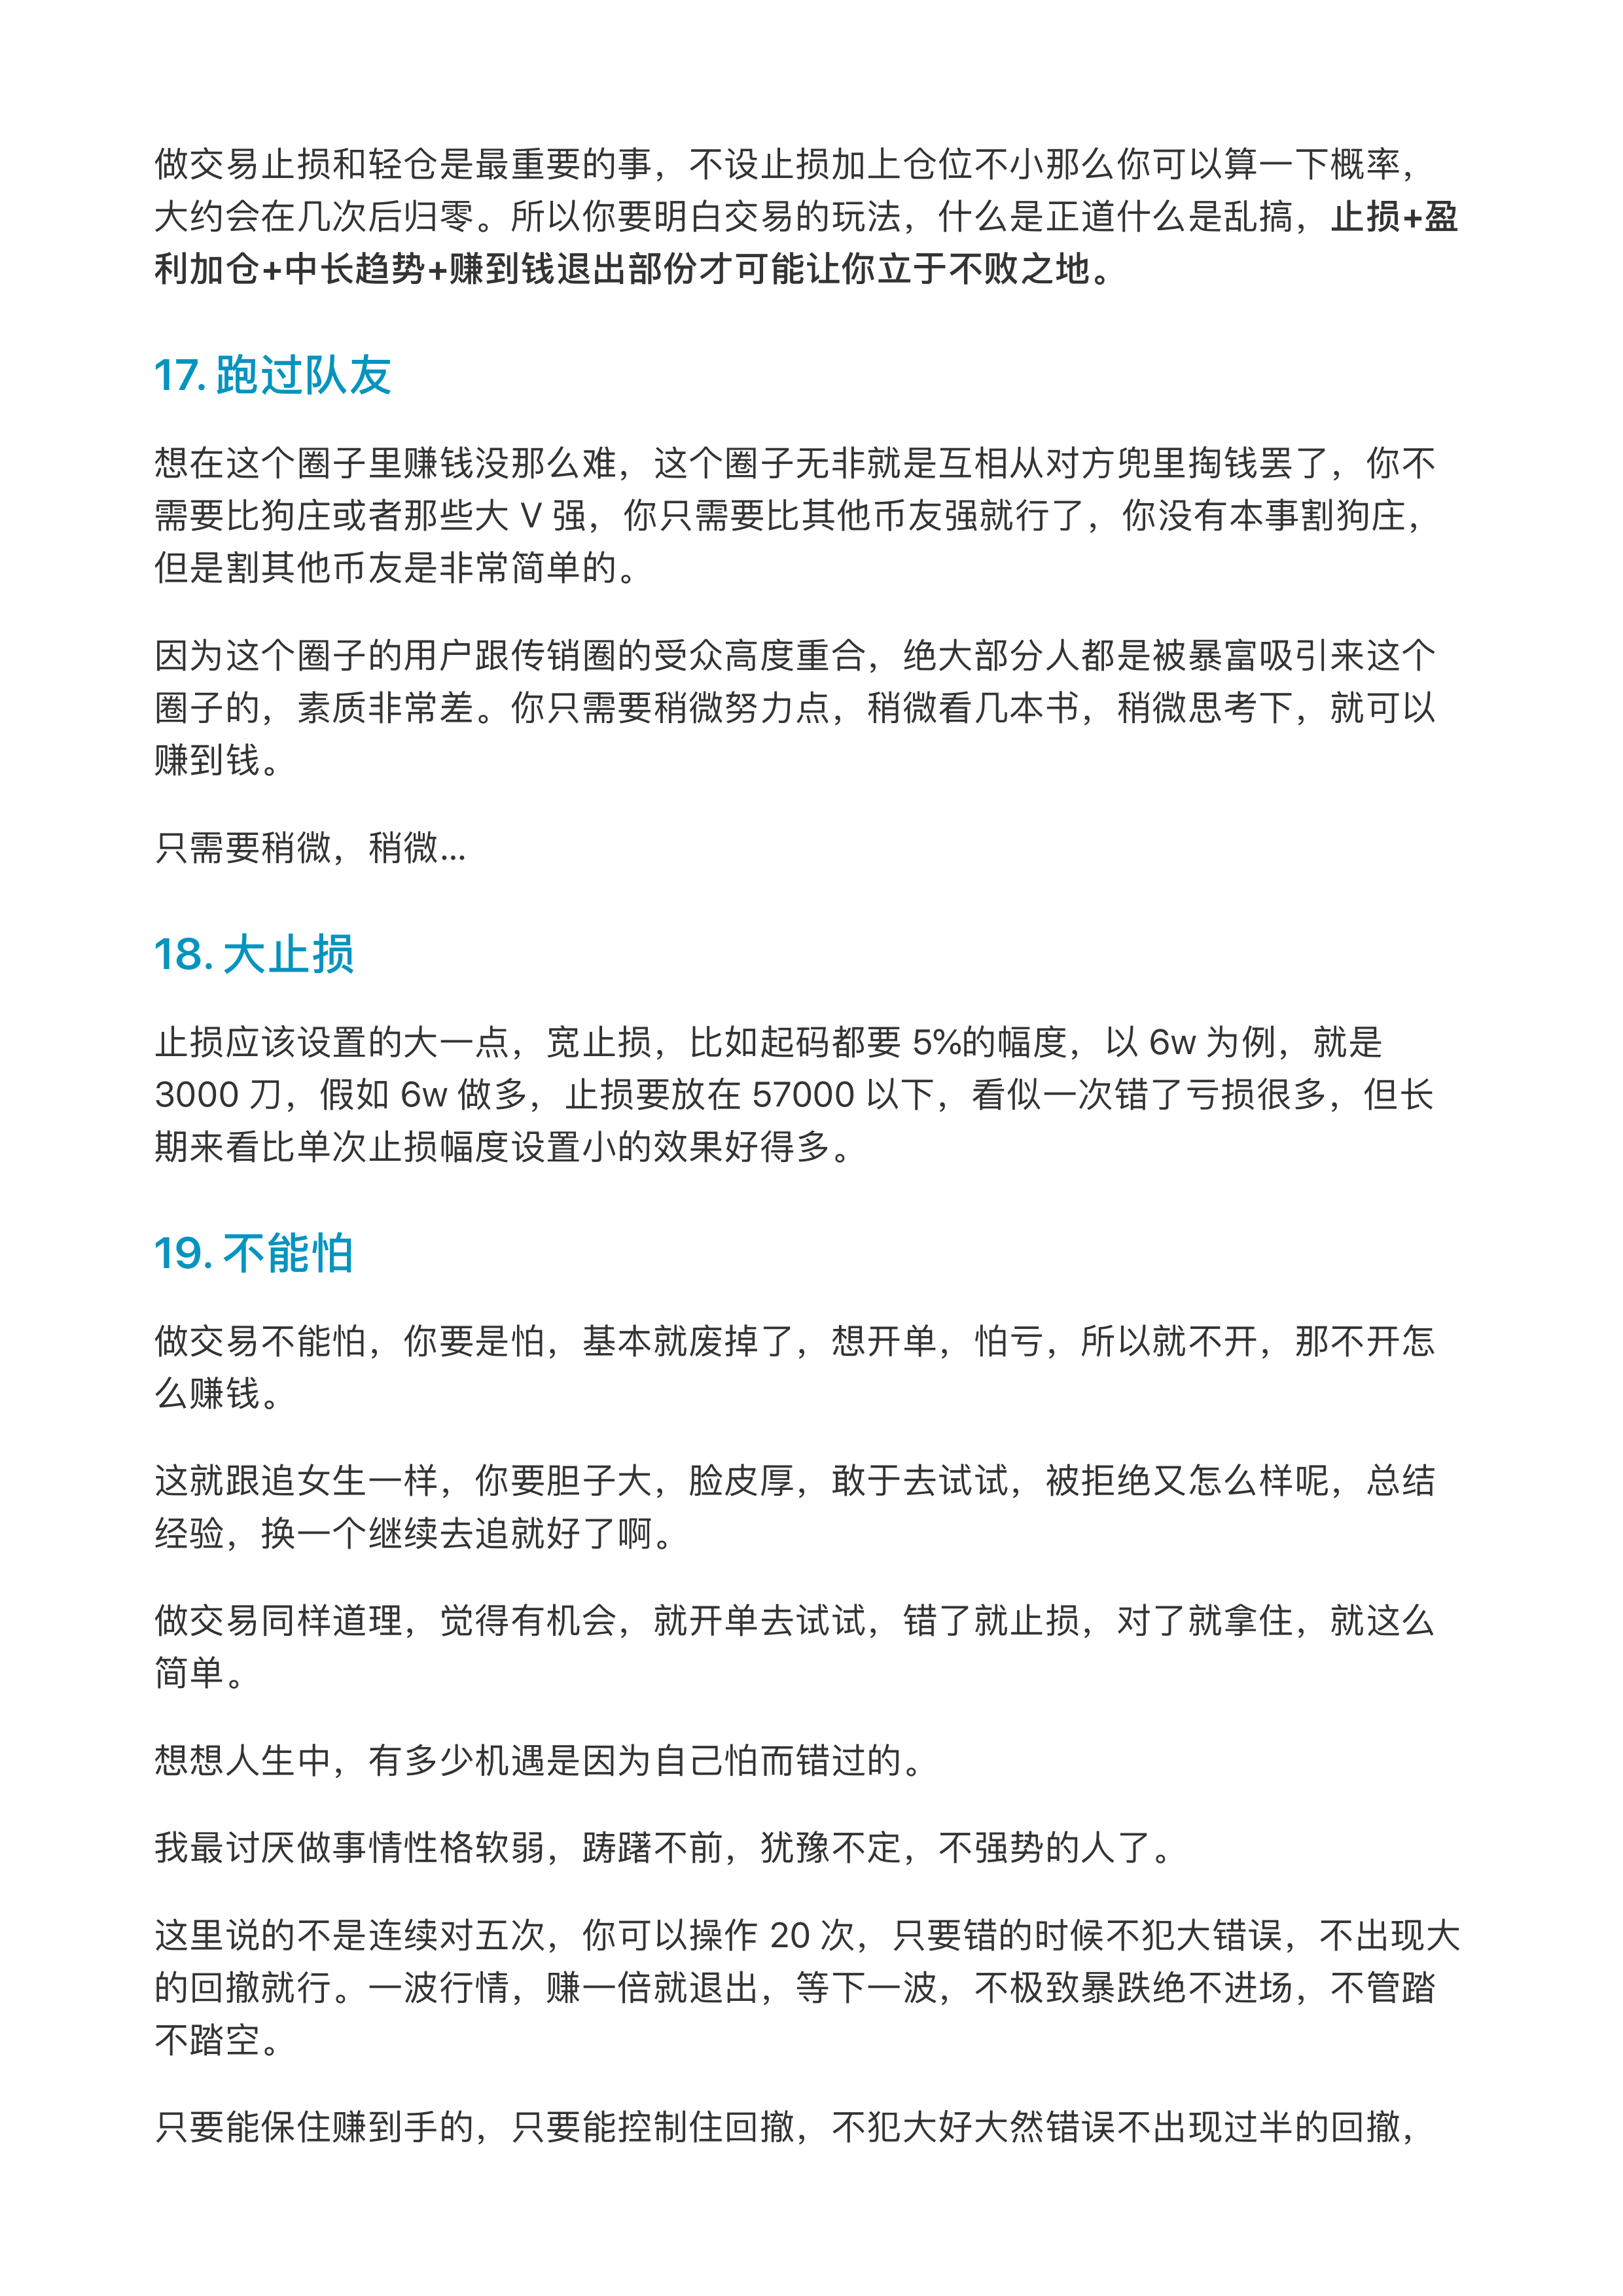 做交易止损和轻仓是最重要的事，不设止损加上仓位不小那么你可以算一下概率，
大约会在几次后归零。所以你要明白交易的玩法，什么是正道什么是乱搞，止损+盈
利加仓+中长趋势+赚到钱退出部份才可能让你立于不败之地。
17. 跑过队友
想在这个圈子里赚钱没那么难，这个圈子无非就是互相从对方兜里掏钱罢了，你不
需要比狗庄或者那些大 V 强，你只需要比其他币友强就行了，你没有本事割狗庄，
但是割其他币友是非常简单的。
因为这个圈子的用户跟传销圈的受众高度重合，绝大部分人都是被暴富吸引来这个
圈子的，素质非常差。你只需要稍微努力点，稍微看几本书，稍微思考下，就可以
赚到钱。
只需要稍微，稍微...
18. 大止损
止损应该设置的大一点，宽止损，比如起码都要 5%的幅度，以 6w 为例，就是
3000 刀，假如 6w 做多，止损要放在 57000 以下，看似一次错了亏损很多，但长
期来看比单次止损幅度设置小的效果好得多。
19. 不能怕
做交易不能怕，你要是怕，基本就废掉了，想开单，怕亏，所以就不开，那不开怎
么赚钱。
这就跟追女生一样，你要胆子大，脸皮厚，敢于去试试，被拒绝又怎么样呢，总结
经验，换一个继续去追就好了啊。
做交易同样道理，觉得有机会，就开单去试试，错了就止损，对了就拿住，就这么
简单。
想想人生中，有多少机遇是因为自己怕而错过的。
我最讨厌做事情性格软弱，踌躇不前，犹豫不定，不强势的人了。
这里说的不是连续对五次，你可以操作 20 次，只要错的时候不犯大错误，不出现大
的回撤就行。一波行情，赚一倍就退出，等下一波，不极致暴跌绝不进场，不管踏
不踏空。
只要能保住赚到手的，只要能控制住回撤，不犯大好大然错误不出现过半的回撤，